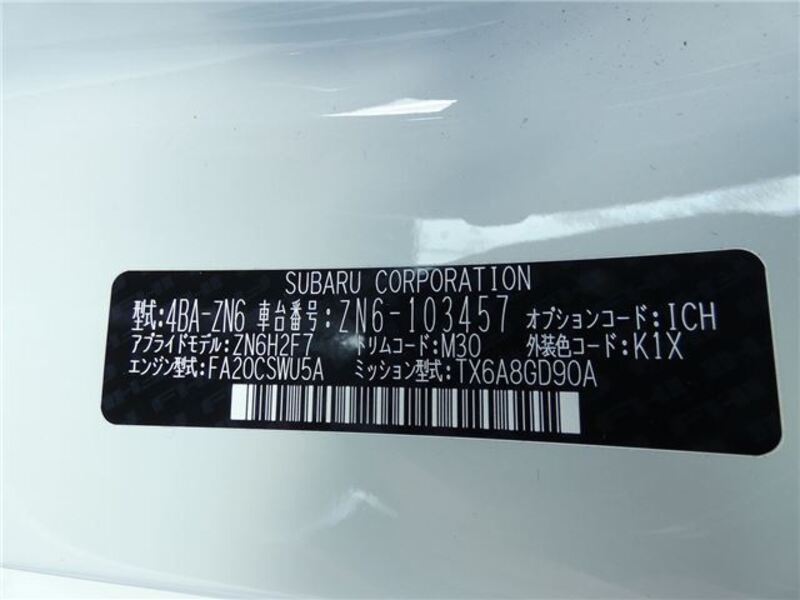 SUBARU CORPORATION
型式:4BA-ZN6 車台番号:ZN6-103457 オプションコード:ICH
アプライドモデル:ZN6H2F7 トリムコード:M30 外装色コード:K1X
エンジン型式:FA20CSWU5A ミッション型式:TX6A8GD90A